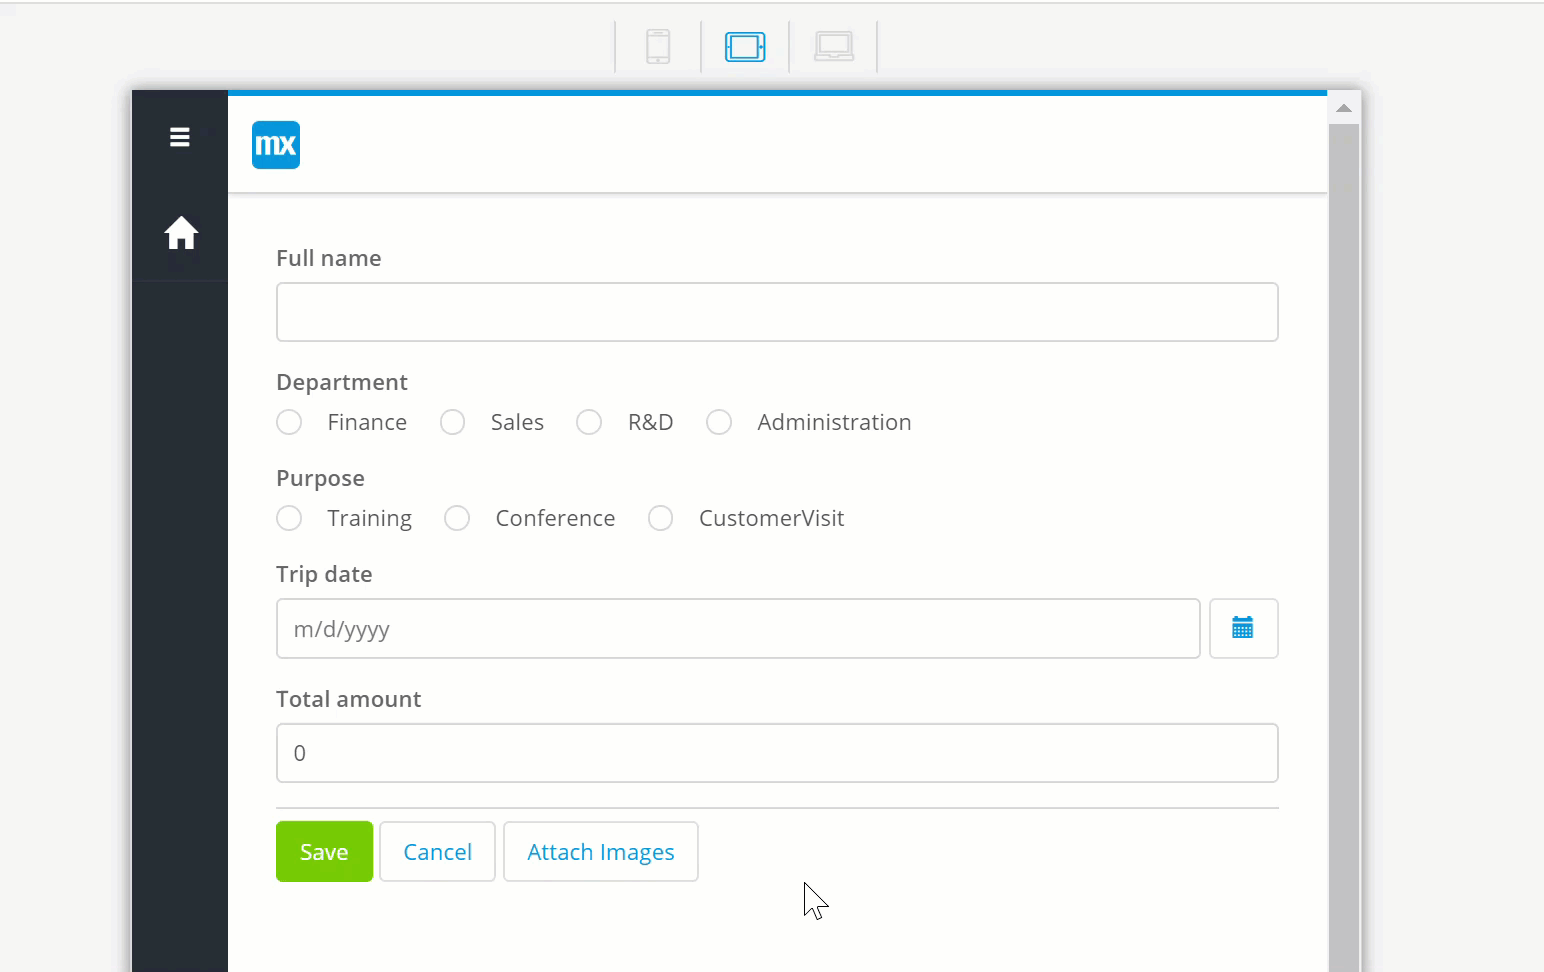 mx
Full name
Department
Finance Sales R&D Administration
Purpose
Training Conference CustomerVisit
Trip date
m/d/yyyy
Total amount
0
Save Cancel Attach Images